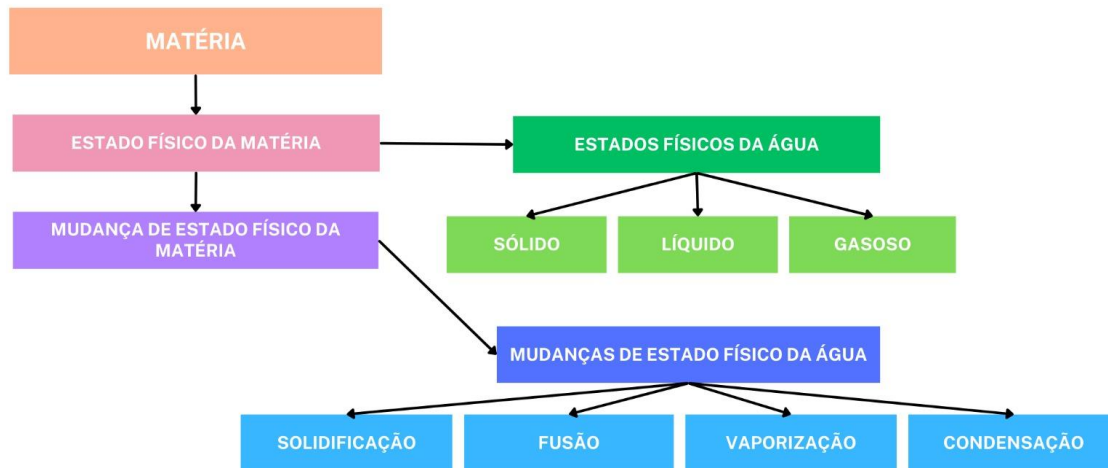 MATÉRIA
ESTADO FÍSICO DA MATÉRIA
ESTADOS FÍSICOS DA ÁGUA
MUDANÇA DE ESTADO FÍSICO DA
MATÉRIA
SÓLIDO
LÍQUIDO
GASOSO
MUDANÇAS DE ESTADO FÍSICO DA ÁGUA
SOLIDIFICAÇÃO
FUSÃO
VAPORIZAÇÃO
CONDENSAÇÃO